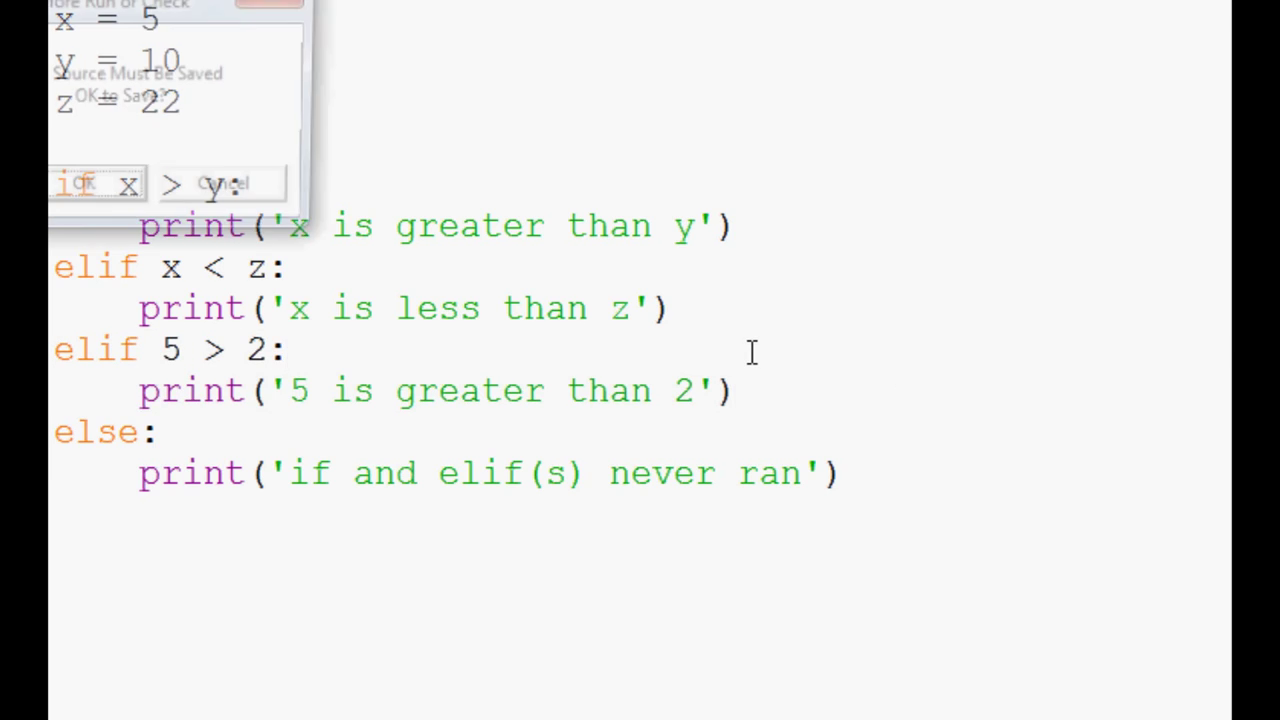 ore Run or Check
x = 5
y = 10
Source Must Be Saved
OK to Save?
z = 22
if x > y:
OK Cancel
print('x is greater than y')
elif x < z:
print('x is less than z')
elif 5 > 2:
print('5 is greater than 2')
else:
print('if and elif(s) never ran')